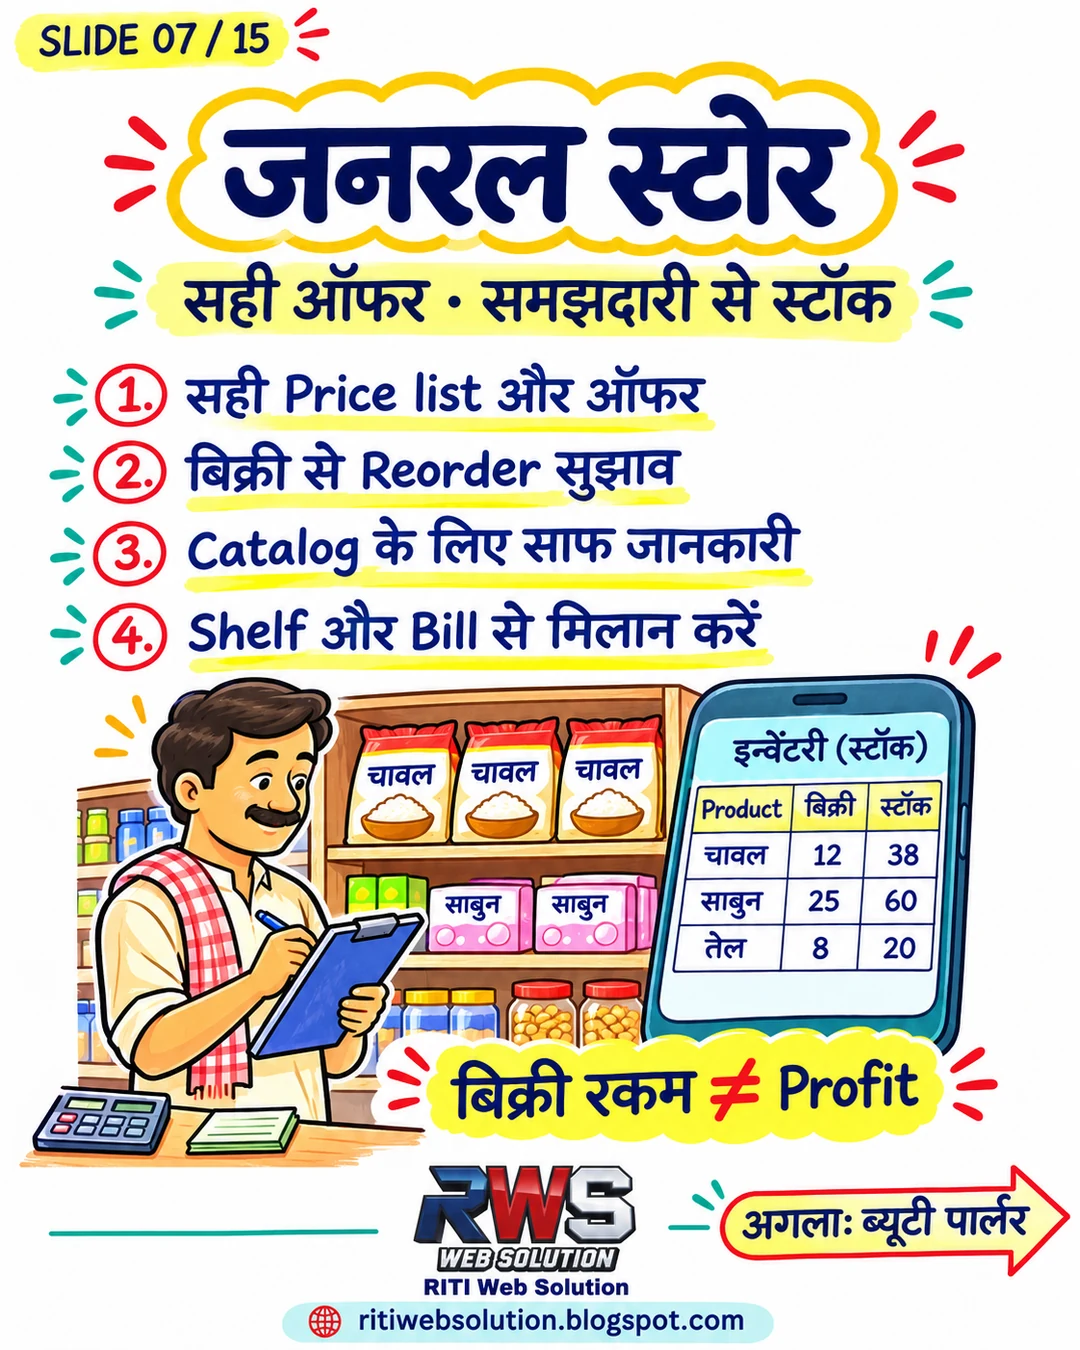 SLIDE 07 / 15
जनरल स्टोर
सही ऑफर • समझदारी से स्टॉक
1. सही Price list और ऑफर
2. बिक्री से Reorder सुझाव
3. Catalog के लिए साफ जानकारी
4. Shelf और Bill से मिलान करें
चावल चावल चावल
साबुन साबुन
इन्वेंटरी (स्टॉक)
Product बिक्री स्टॉक
चावल 12 38
साबुन 25 60
तेल 8 20
बिक्री रकम ≠ Profit
RWS
WEB SOLUTION
RITI Web Solution
अगला: ब्यूटी पार्लर
ritiwebsolution.blogspot.com